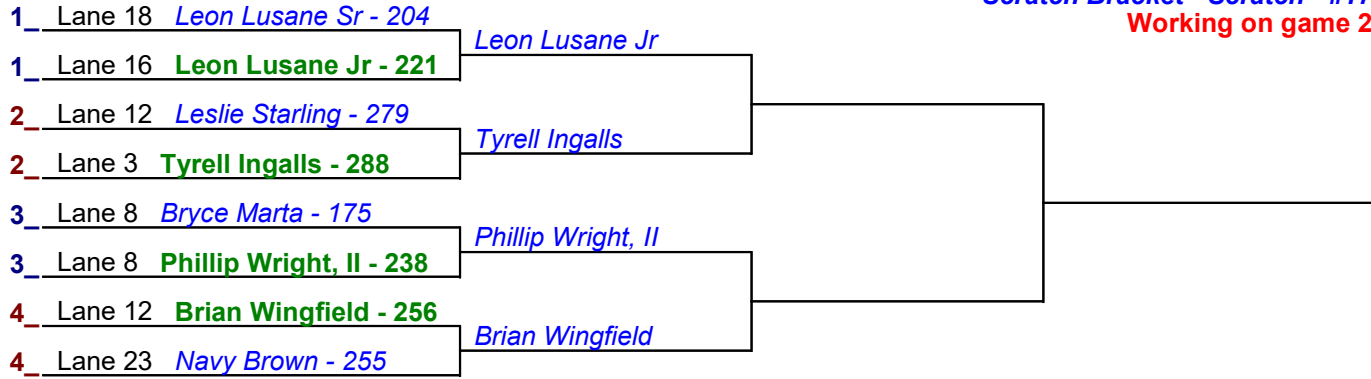 Working on game 2
1_ Lane 18 Leon Lusane Sr - 204
Leon Lusane Jr
1_ Lane 16 Leon Lusane Jr - 221
2_ Lane 12 Leslie Starling - 279
Tyrell Ingalls
2_ Lane 3 Tyrell Ingalls - 288
3_ Lane 8 Bryce Marta - 175
Phillip Wright, II
3_ Lane 8 Phillip Wright, II - 238
4_ Lane 12 Brian Wingfield - 256
Brian Wingfield
4_ Lane 23 Navy Brown - 255